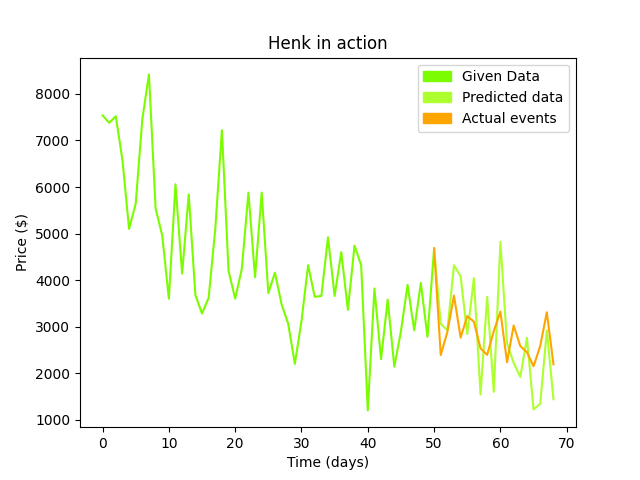 Henk in action
Given Data
Predicted data
Actual events
Price ($)
8000
7000
6000
5000
4000
3000
2000
1000
0 10 20 30 40 50 60 70
Time (days)